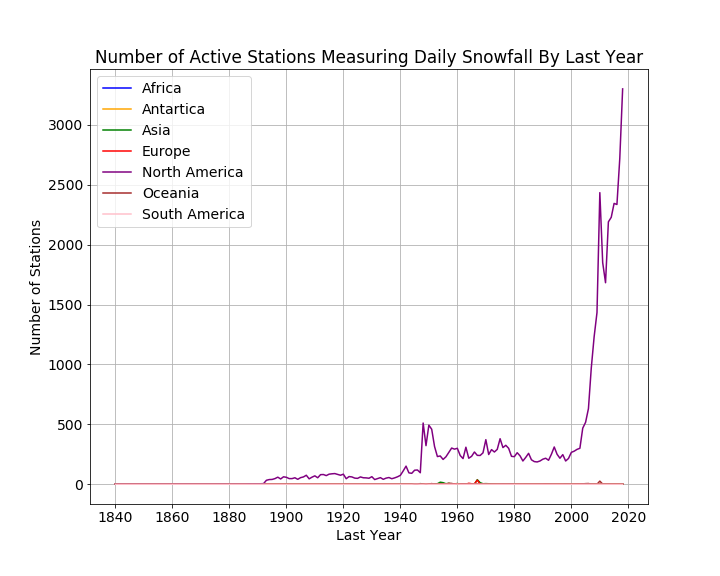 Number of Active Stations Measuring Daily Snowfall By Last Year
Africa
Antartica
Asia
Europe
North America
Oceania
South America
3000
2500
2000
1500
1000
500
0
Number of Stations
1840 1860 1880 1900 1920 1940 1960 1980 2000 2020
Last Year